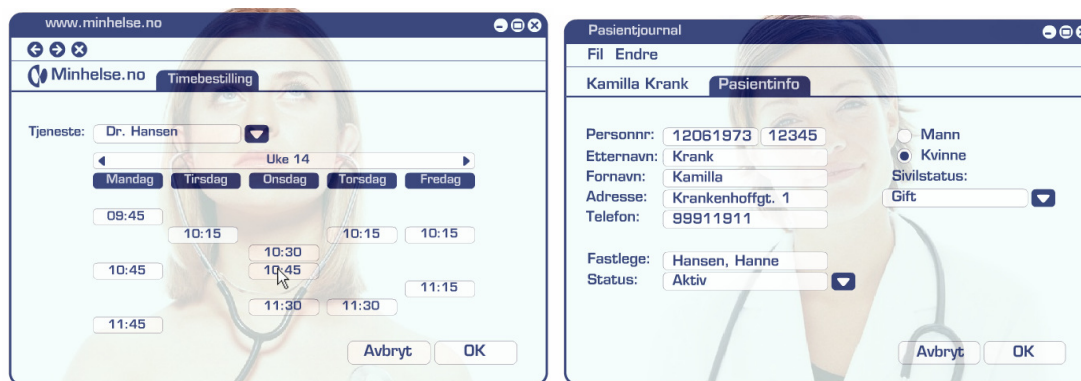 www.minhelse.no
Minhelse.no Timebestilling
Tjeneste: Dr. Hansen
Uke 14
Mandag Tirsdag Onsdag Torsdag Fredag
09:45
10:15 10:15 10:15
10:30
10:45 10:45
11:15
11:30 11:30
11:45
Avbryt OK
Pasientjournal
Fil Endre
Kamilla Krank Pasientinfo
Personnr: 12061973 12345 Mann
Etternavn: Krank Kvinne
Fornavn: Kamilla Sivilstatus:
Adresse: Krankenhoffgt. 1 Gift
Telefon: 99911911
Fastlege: Hansen, Hanne
Status: Aktiv
Avbryt OK